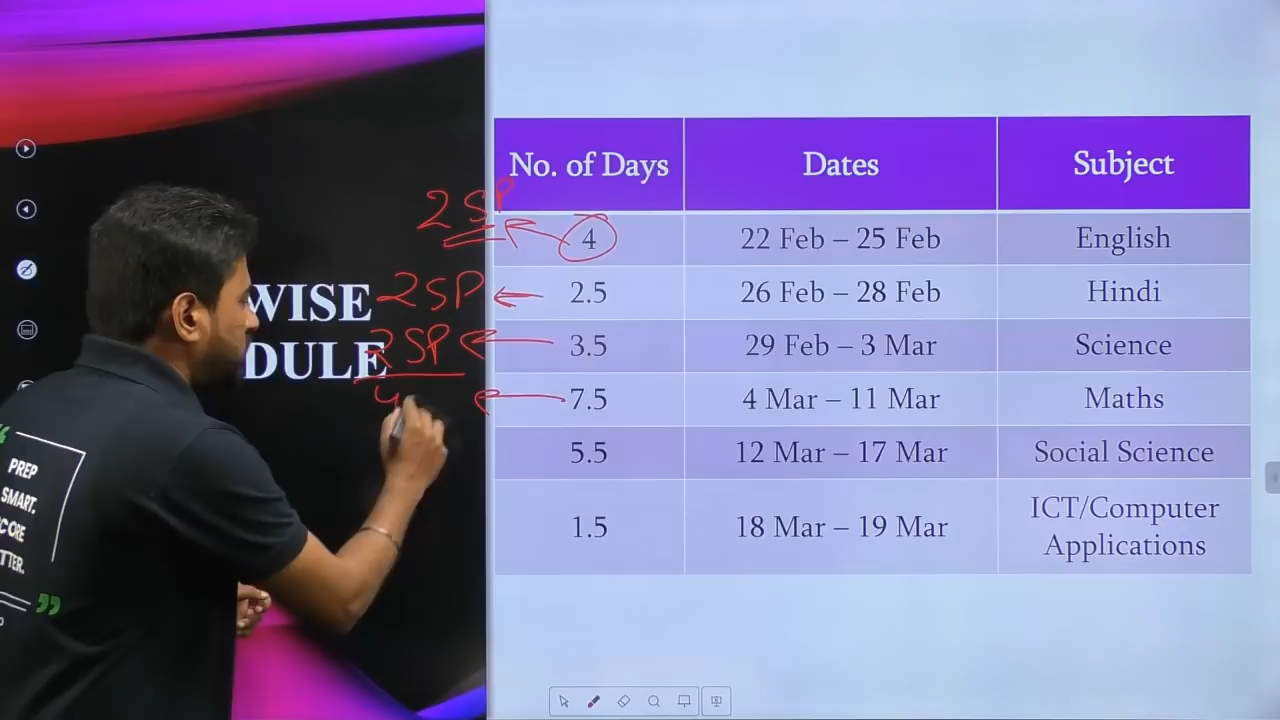 No. of Days Dates Subject
2SP 4 22 Feb – 25 Feb English
WISE 2SP 2.5 26 Feb – 28 Feb Hindi
DULE 2SP 3.5 29 Feb – 3 Mar Science
4 7.5 4 Mar – 11 Mar Maths
5.5 12 Mar – 17 Mar Social Science
1.5 18 Mar – 19 Mar ICT/Computer
Applications
PREP
SMART.
CORE
TTER.